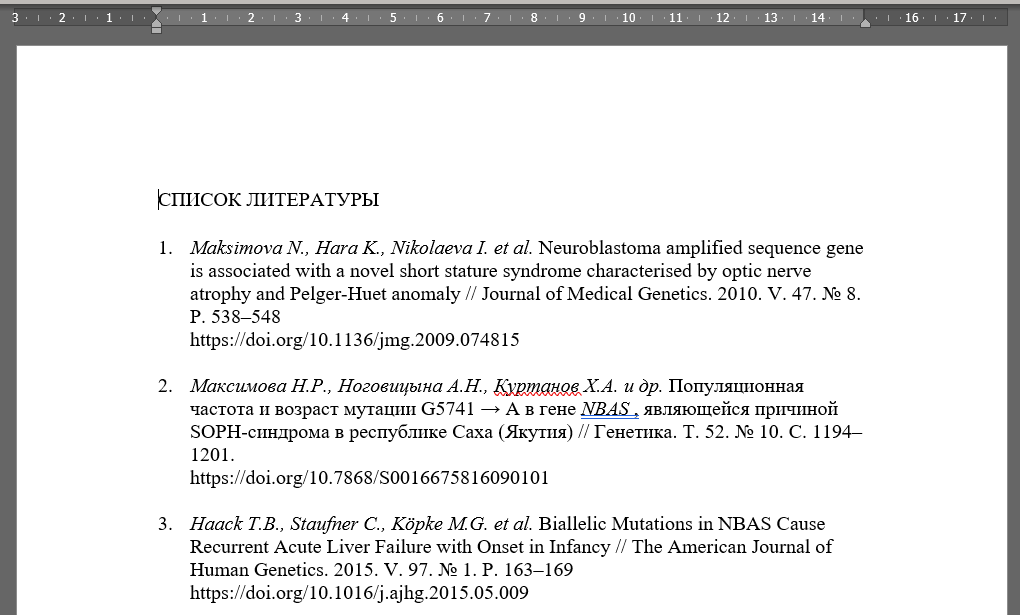 3 2 1 1 2 3 4 5 6 7 8 9 10 11 12 13 14 16 17
СПИСОК ЛИТЕРАТУРЫ
1. Maksimova N., Hara K., Nikolaeva I. et al. Neuroblastoma amplified sequence gene
is associated with a novel short stature syndrome characterised by optic nerve
atrophy and Pelger-Huet anomaly // Journal of Medical Genetics. 2010. V. 47. № 8.
P. 538–548
https://doi.org/10.1136/jmg.2009.074815
2. Максимова Н.Р., Ноговицына А.Н., Куртанов Х.А. и др. Популяционная
частота и возраст мутации G5741 → A в гене NBAS , являющейся причиной
SOPH-синдрома в республике Саха (Якутия) // Генетика. Т. 52. № 10. С. 1194–
1201.
https://doi.org/10.7868/S0016675816090101
3. Haack T.B., Staufner C., Köpke M.G. et al. Biallelic Mutations in NBAS Cause
Recurrent Acute Liver Failure with Onset in Infancy // The American Journal of
Human Genetics. 2015. V. 97. № 1. P. 163–169
https://doi.org/10.1016/j.ajhg.2015.05.009